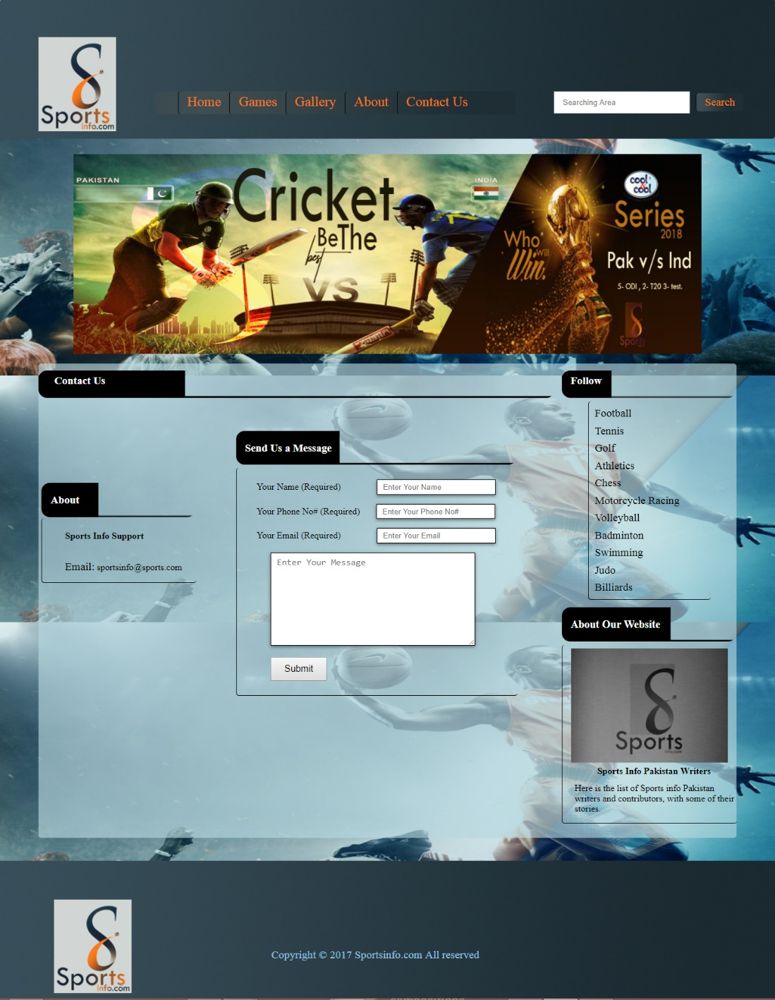 Sports
info.com
Home
Games
Gallery
About
Contact Us
Searching Area
Search
PAKISTAN
Cricket
BeThe
best
VS
INDIA
Who
will
Win.
cool
&
cool
Series
2018
Pak v/s Ind
5- ODI , 2- T20 3- test.
Sports
Contact Us
Send Us a Message
Your Name (Required)
Enter Your Name
Your Phone No# (Required)
Enter Your Phone No#
Your Email (Required)
Enter Your Email
Enter Your Message
Submit
About
Sports Info Support
Email: sportsinfo@sports.com
Follow
Football
Tennis
Golf
Athletics
Chess
Motorcycle Racing
Volleyball
Badminton
Swimming
Judo
Billiards
About Our Website
Sports
info.com
Sports Info Pakistan Writers
Here is the list of Sports info Pakistan
writers and contributors, with some of their
stories.
Sports
info.com
Copyright © 2017 Sportsinfo.com All reserved